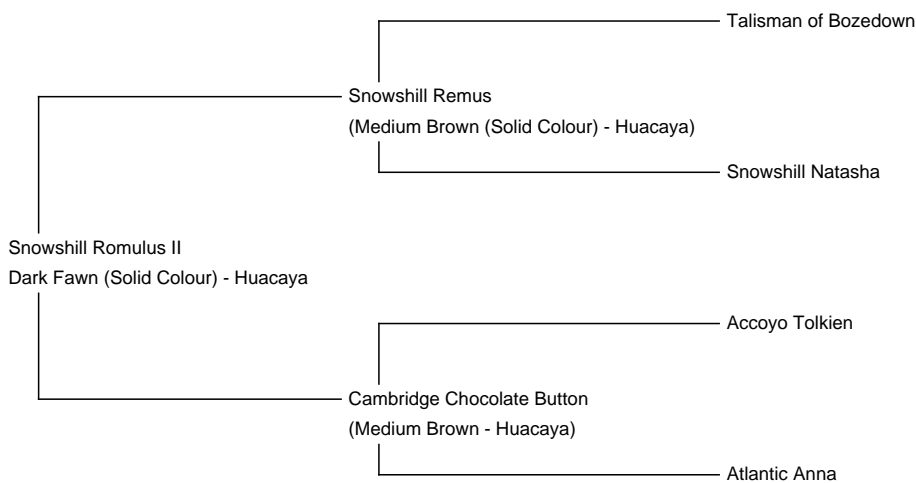 Talisman of Bozedown
Snowshill Remus
(Medium Brown (Solid Colour) - Huacaya)
Snowshill Natasha
Snowshill Romulus II
Dark Fawn (Solid Colour) - Huacaya
Accoyo Tolkien
Cambridge Chocolate Button
(Medium Brown - Huacaya)
Atlantic Anna